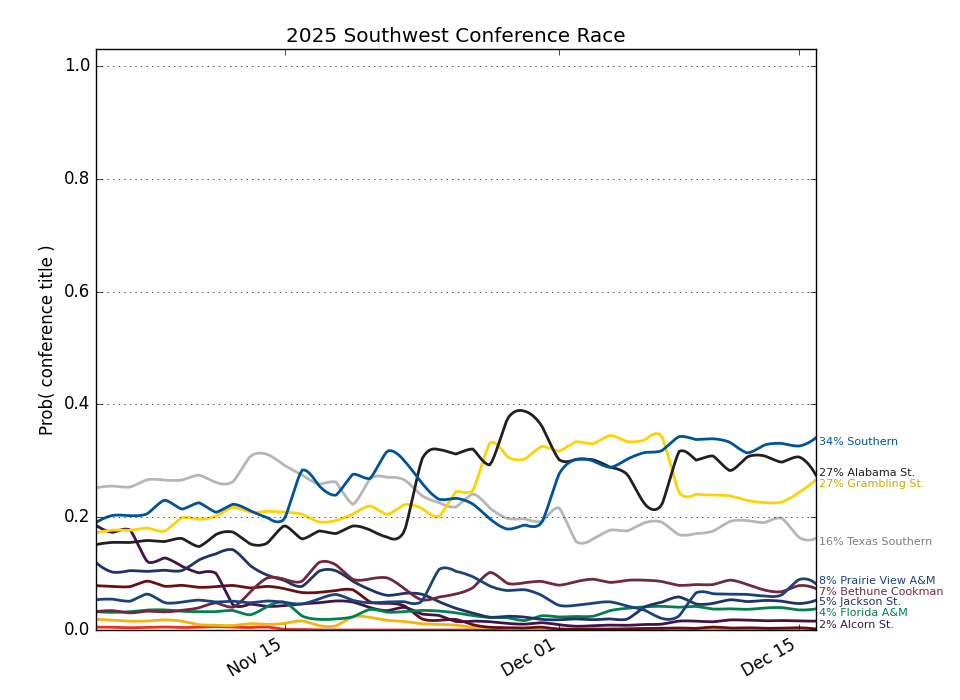 2025 Southwest Conference Race
Prob( conference title )
1.0
0.8
0.6
0.4
0.2
0.0
Nov 15
Dec 01
Dec 15
34% Southern
27% Alabama St.
27% Grambling St.
16% Texas Southern
8% Prairie View A&M
7% Bethune Cookman
5% Jackson St.
4% Florida A&M
2% Alcorn St.